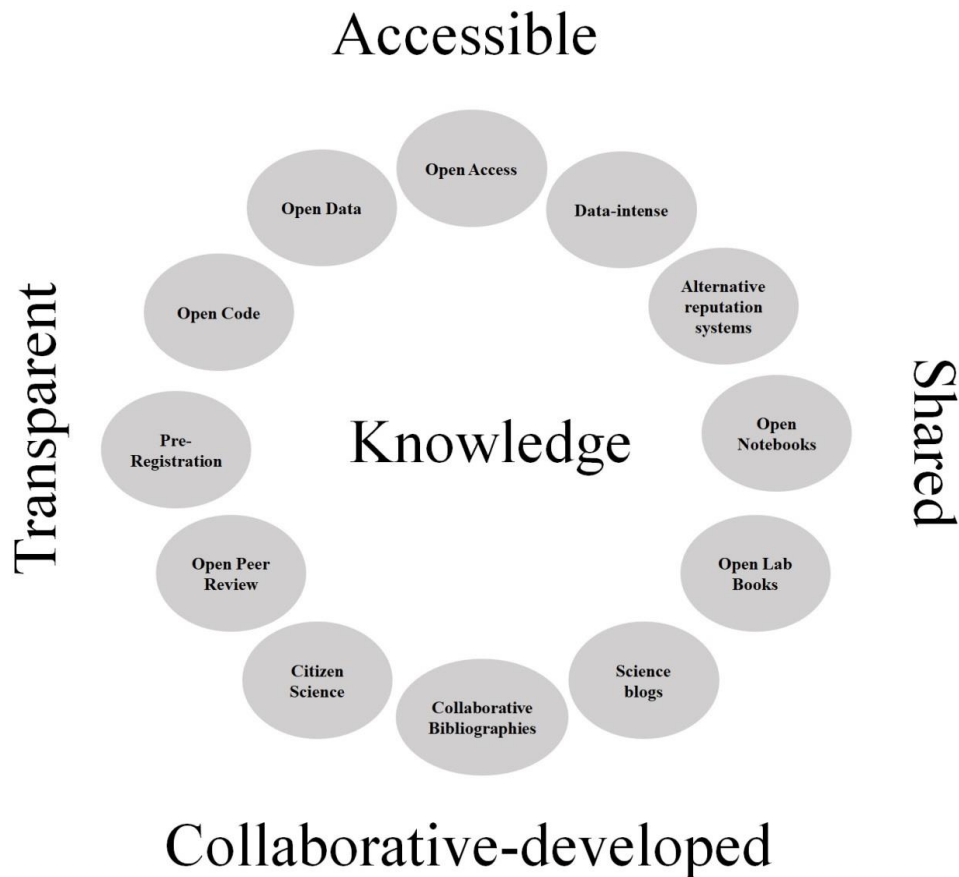 Accessible
Open Access
Open Data
Data-intense
Open Code
Alternative
reputation
systems
Transparent
Knowledge
Shared
Pre-
Registration
Open
Notebooks
Open Peer
Review
Open Lab
Books
Citizen
Science
Science
blogs
Collaborative
Bibliographies
Collaborative-developed